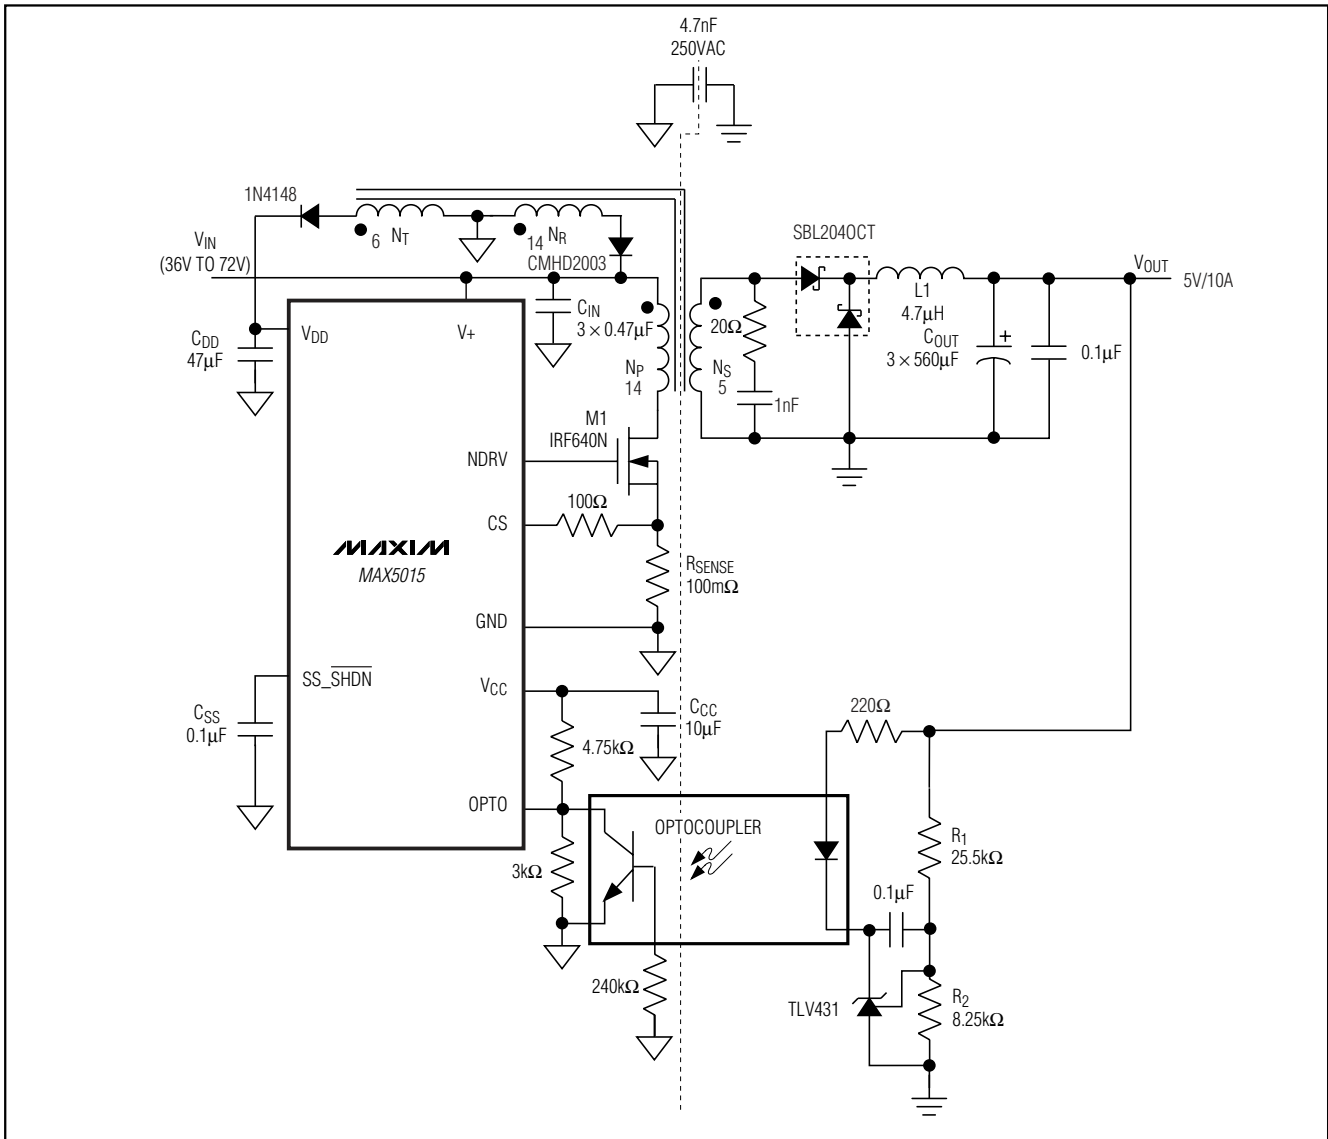 4.7nF
250VAC
1N4148
6 NT
14 NR
CMHD2003
VIN
(36V TO 72V)
SBL204OCT
VOUT
5V/10A
L1
4.7µH
CDD
47µF
VDD
V+
CIN
3 × 0.47µF
NP
14
NS
5
20Ω
1nF
COUT
3 × 560µF
+
0.1µF
M1
IRF640N
NDRV
CS
100Ω
MAXIM
MAX5015
RSENSE
100mΩ
GND
SS_SHDN
VCC
CSS
0.1µF
CCC
10µF
4.75kΩ
220Ω
OPTO
OPTOCOUPLER
3kΩ
R1
25.5kΩ
0.1µF
240kΩ
TLV431
R2
8.25kΩ